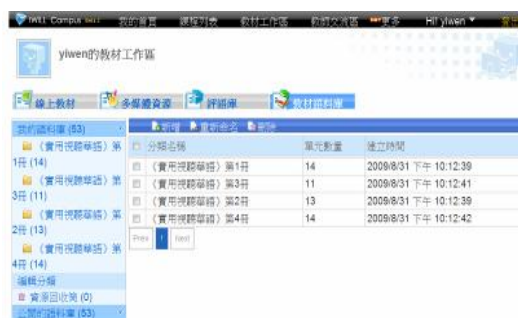 IWiLL Campus 我的首頁 課程列表 教材工作區 教師交流區 更多 Hi! yiwen
yiwen的教材工作區
線上教材 多媒體資源 評語庫 教材語料庫
我的語料庫 (53)
新增 重新命名 刪除
分類名稱 單元數量 建立時間
《實用視聽華語》第1冊 14 2009/8/31 下午 10:12:39
《實用視聽華語》第3冊 11 2009/8/31 下午 10:12:41
《實用視聽華語》第2冊 13 2009/8/31 下午 10:12:39
《實用視聽華語》第4冊 14 2009/8/31 下午 10:12:42
Prev 1 Next
《實用視聽華語》第
1冊 (14)
《實用視聽華語》第
3冊 (11)
《實用視聽華語》第
2冊 (13)
《實用視聽華語》第
4冊 (14)
編輯分類
資源回收筒 (0)
公開的語料庫 (53)